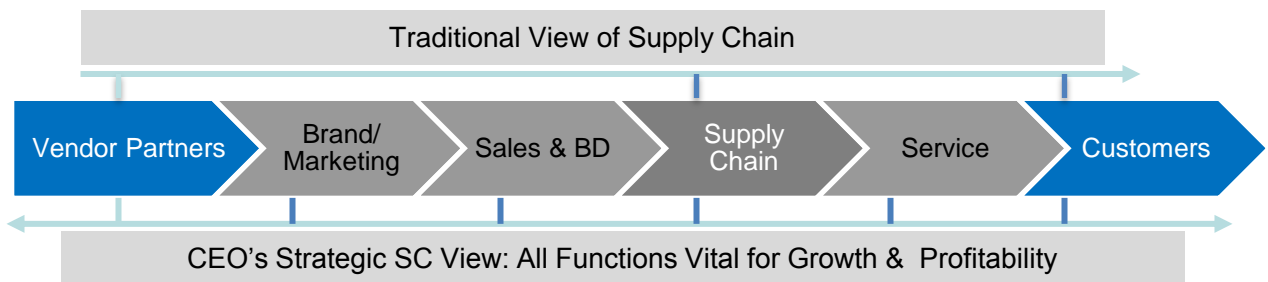 Traditional View of Supply Chain
Vendor Partners
Brand/
Marketing
Sales & BD
Supply
Chain
Service
Customers
CEO's Strategic SC View: All Functions Vital for Growth & Profitability